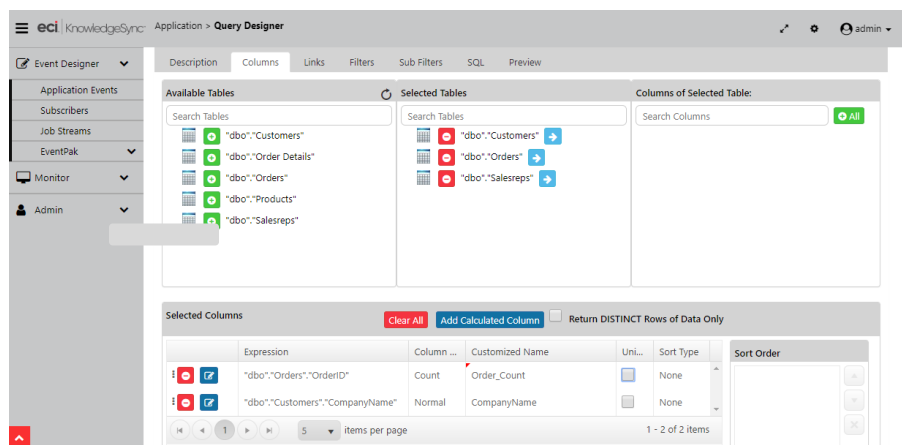 eci KnowledgeSync
Application > Query Designer
admin
Event Designer
Application Events
Subscribers
Job Streams
EventPak
Monitor
Admin
Description Columns Links Filters Sub Filters SQL Preview
Available Tables
Search Tables
"dbo"."Customers"
"dbo"."Order Details"
"dbo"."Orders"
"dbo"."Products"
"dbo"."Salesreps"
Selected Tables
Search Tables
"dbo"."Customers"
"dbo"."Orders"
"dbo"."Salesreps"
Columns of Selected Table:
Search Columns
All
Selected Columns
Clear All Add Calculated Column Return DISTINCT Rows of Data Only
Expression Column ... Customized Name Uni... Sort Type
"dbo"."Orders"."OrderID" Count Order_Count None
"dbo"."Customers"."CompanyName" Normal CompanyName None
1 5 items per page 1 - 2 of 2 items
Sort Order